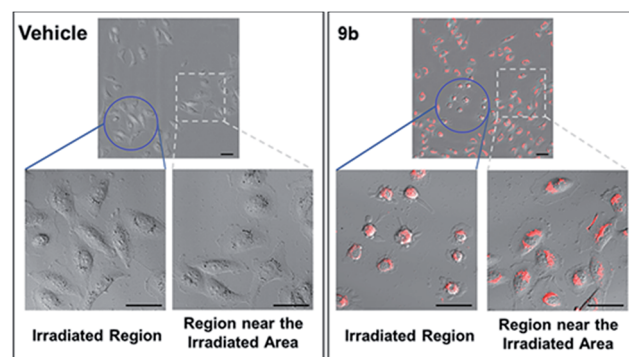 Vehicle
9b
Irradiated Region
Region near the
Irradiated Area
Irradiated Region
Region near the
Irradiated Area